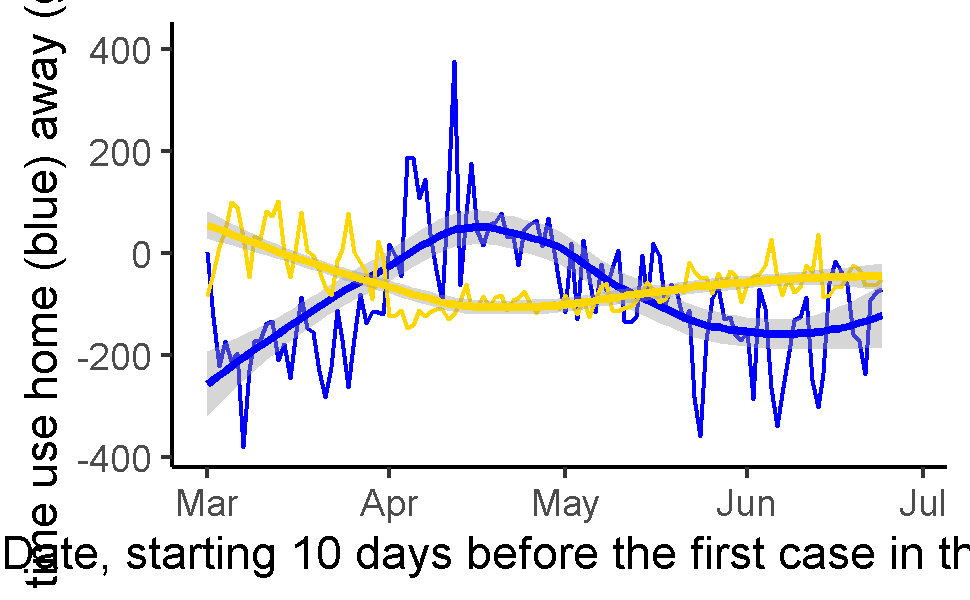 time use home (blue) away (
400
200
0
-200
-400
Mar Apr May Jun Jul
Date, starting 10 days before the first case in th